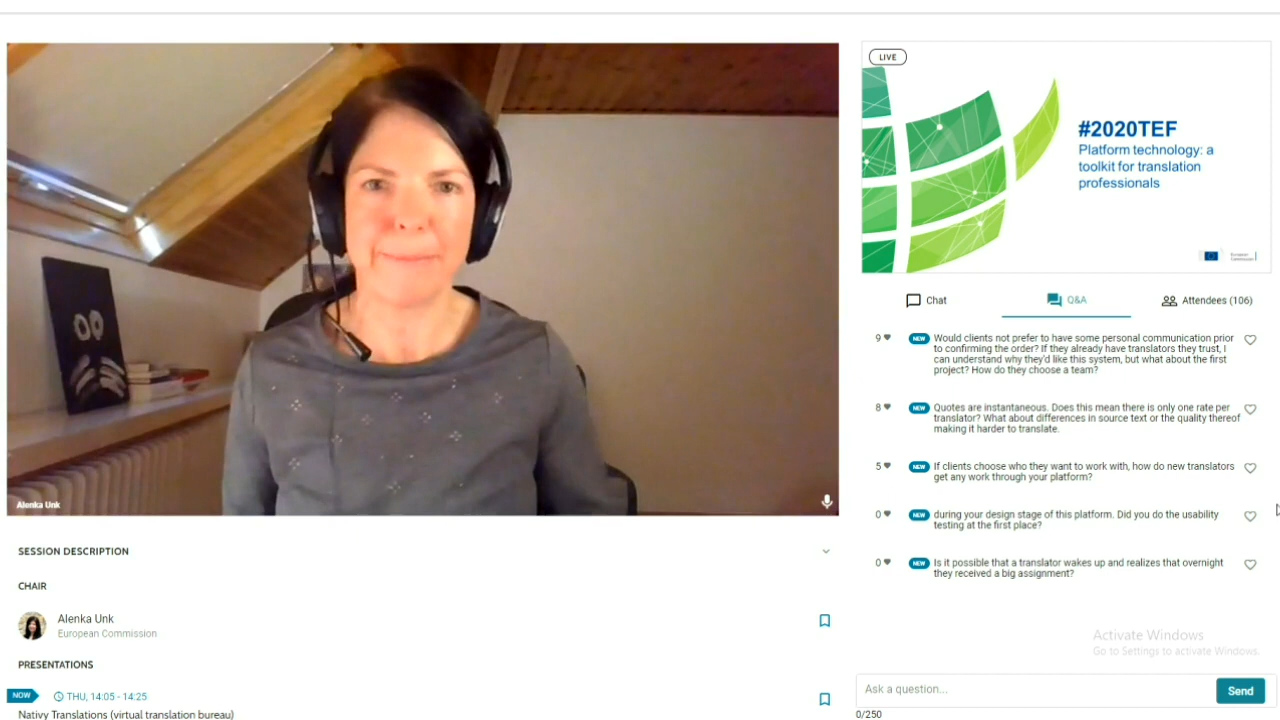 Alenka Unk
SESSION DESCRIPTION
CHAIR
Alenka Unk
European Commission
PRESENTATIONS
NOW
THU, 14:05 - 14:25
Nativy Translations (virtual translation bureau)
LIVE
#2020TEF
Platform technology: a
toolkit for translation
professionals
European
Commission
Chat
Q&A
Attendees (106)
9
NEW
Would clients not prefer to have some personal communication prior
to confirming the order? If they already have translators they trust, I
can understand why they'd like this system, but what about the first
project? How do they choose a team?
8
NEW
Quotes are instantaneous. Does this mean there is only one rate per
translator? What about differences in source text or the quality thereof
making it harder to translate.
5
NEW
If clients choose who they want to work with, how do new translators
get any work through your platform?
0
NEW
during your design stage of this platform. Did you do the usability
testing at the first place?
0
NEW
Is it possible that a translator wakes up and realizes that overnight
they received a big assignment?
Activate Windows
Go to Settings to activate Windows.
Ask a question...
Send
0/250